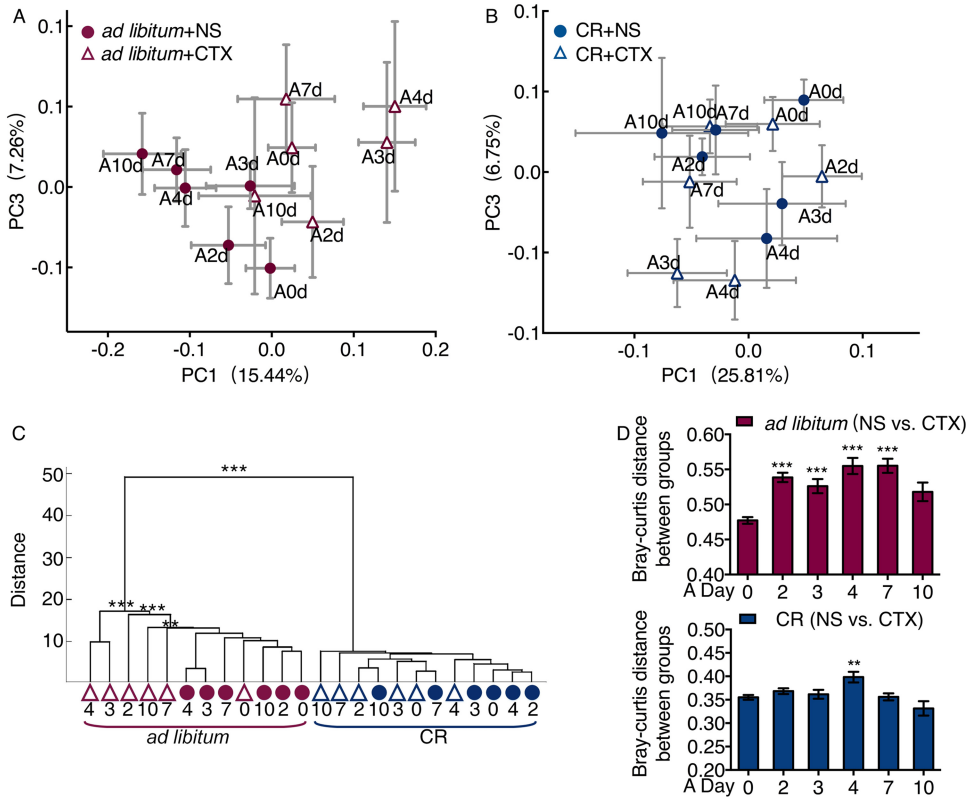 A
ad libitum+NS
ad libitum+CTX
0.1
0.1
0.0
-0.1
PC3 (7.26%)
A7d
A4d
A10d
A7d
A3d
A0d
A3d
A4d
A10d
A2d
A2d
A0d
-0.2 -0.1 0.0 0.1 0.2
PC1 (15.44%)
B
CR+NS
CR+CTX
0.1
0.1
0.0
-0.1
-0.1
PC3 (6.75%)
A0d
A10d
A10d
A7d
A0d
A2d
A2d
A7d
A3d
A4d
A3d
A4d
-0.1 0.0 0.1
PC1 (25.81%)
C
50
40
30
20
10
Distance
***
*** ***
**
4 3 2 10 7 4 3 7 0 10 2 0 10 7 2 10 3 0 7 4 3 0 4 2
ad libitum
CR
D
ad libitum (NS vs. CTX)
0.60
0.55
0.50
0.45
0.40
Bray-curtis distance
between groups
*** *** *** ***
A Day 0 2 3 4 7 10
CR (NS vs. CTX)
0.50
0.45
0.40
0.35
0.30
0.25
0.20
Bray-curtis distance
between groups
**
A Day 0 2 3 4 7 10